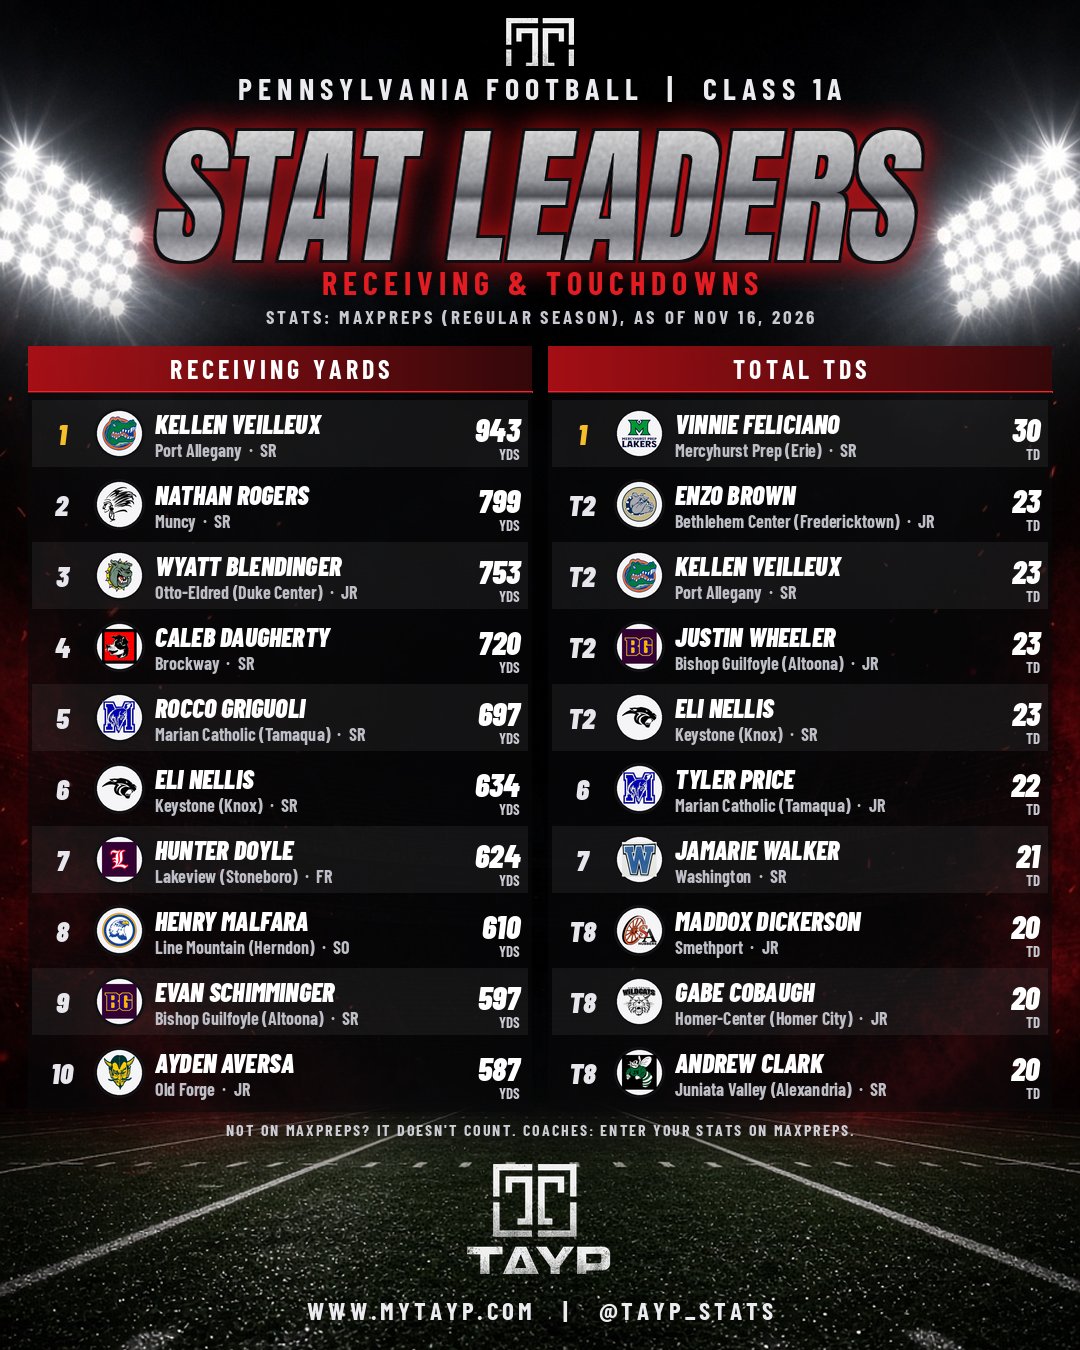 PENNSYLVANIA FOOTBALL | CLASS 1A
STAT LEADERS
RECEIVING & TOUCHDOWNS
STATS: MAXPREPS (REGULAR SEASON), AS OF NOV 16, 2026
RECEIVING YARDS
1 KELLEN VEILLEUX 943
Port Allegany · SR YDS
2 NATHAN ROGERS 799
Muncy · SR YDS
3 WYATT BLENDINGER 753
Otto-Eldred (Duke Center) · JR YDS
4 CALEB DAUGHERTY 720
Brockway · SR YDS
5 ROCCO GRIGUOLI 697
Marian Catholic (Tamaqua) · SR YDS
6 ELI NELLIS 634
Keystone (Knox) · SR YDS
7 HUNTER DOYLE 624
Lakeview (Stoneboro) · FR YDS
8 HENRY MALFARA 610
Line Mountain (Herndon) · SO YDS
9 BG EVAN SCHIMMINGER 597
Bishop Guilfoyle (Altoona) · SR YDS
10 AYDEN AVERSA 587
Old Forge · JR YDS
TOTAL TDS
1 M MERCYHURST PREP LAKERS VINNIE FELICIANO 30
Mercyhurst Prep (Erie) · SR TD
T2 ENZO BROWN 23
Bethlehem Center (Fredericktown) · JR TD
T2 KELLEN VEILLEUX 23
Port Allegany · SR TD
T2 BG JUSTIN WHEELER 23
Bishop Guilfoyle (Altoona) · JR TD
T2 ELI NELLIS 23
Keystone (Knox) · SR TD
6 TYLER PRICE 22
Marian Catholic (Tamaqua) · JR TD
7 W JAMARIE WALKER 21
Washington · SR TD
T8 MADDOX DICKERSON 20
Smethport · JR TD
T8 WILDCATS GABE COBAUGH 20
Homer-Center (Homer City) · JR TD
T8 ANDREW CLARK 20
Juniata Valley (Alexandria) · SR TD
NOT ON MAXPREPS? IT DOESN'T COUNT. COACHES: ENTER YOUR STATS ON MAXPREPS.
TAYP
WWW.MYTAYP.COM | @TAYP_STATS